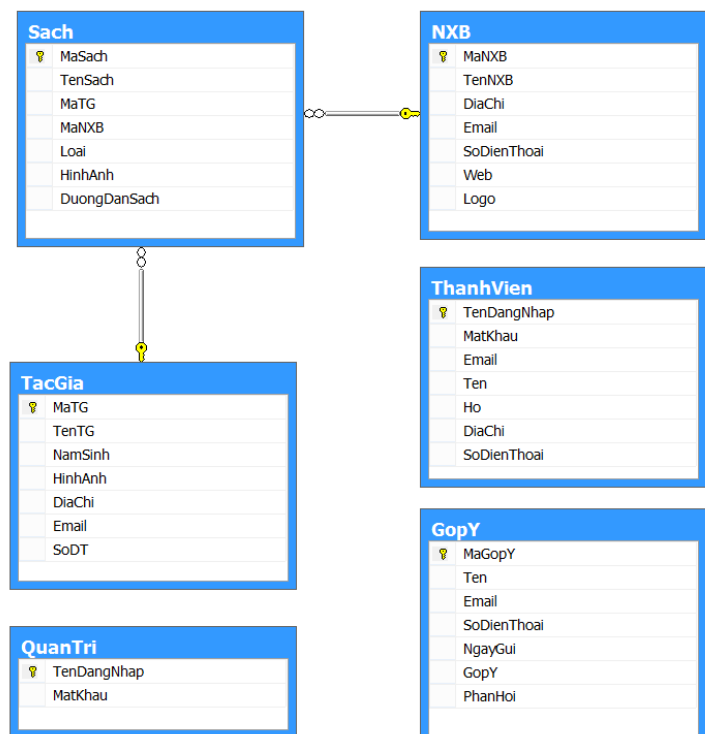 Sach
MaSach
TenSach
MaTG
MaNXB
Loai
HinhAnh
DuongDanSach
NXB
MaNXB
TenNXB
DiaChi
Email
SoDienThoai
Web
Logo
TacGia
MaTG
TenTG
NamSinh
HinhAnh
DiaChi
Email
SoDT
ThanhVien
TenDangNhap
MatKhau
Email
Ten
Ho
DiaChi
SoDienThoai
QuanTri
TenDangNhap
MatKhau
GopY
MaGopY
Ten
Email
SoDienThoai
NgayGui
GopY
PhanHoi